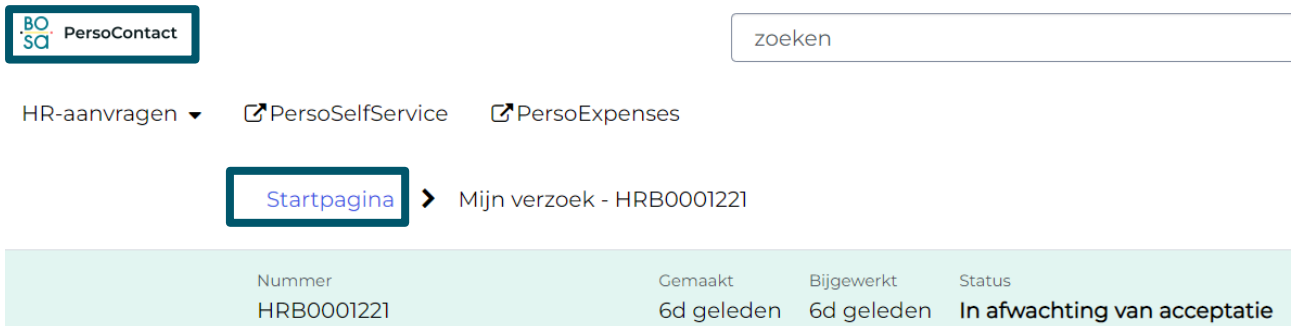 BO
sa PersoContact
zoeken
HR-aanvragen PersoSelfService PersoExpenses
Startpagina Mijn verzoek - HRB0001221
Nummer Gemaakt Bijgewerkt Status
HRB0001221 6d geleden 6d geleden In afwachting van acceptatie